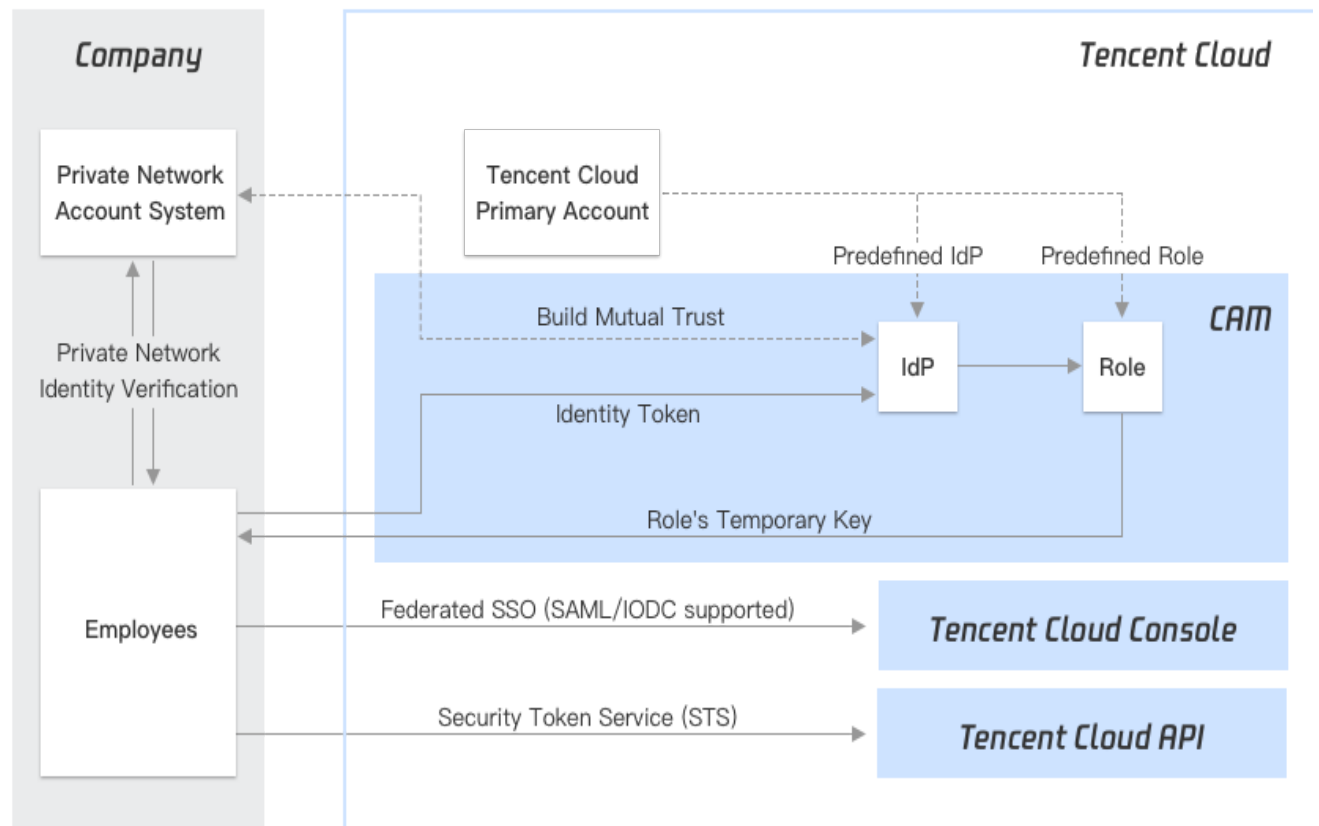 Company
Tencent Cloud
Private Network
Account System
Tencent Cloud
Primary Account
Predefined IdP
Predefined Role
CAM
Build Mutual Trust
IdP
Role
Private Network
Identity Verification
Identity Token
Role's Temporary Key
Employees
Federated SSO (SAML/IODC supported)
Tencent Cloud Console
Security Token Service (STS)
Tencent Cloud API